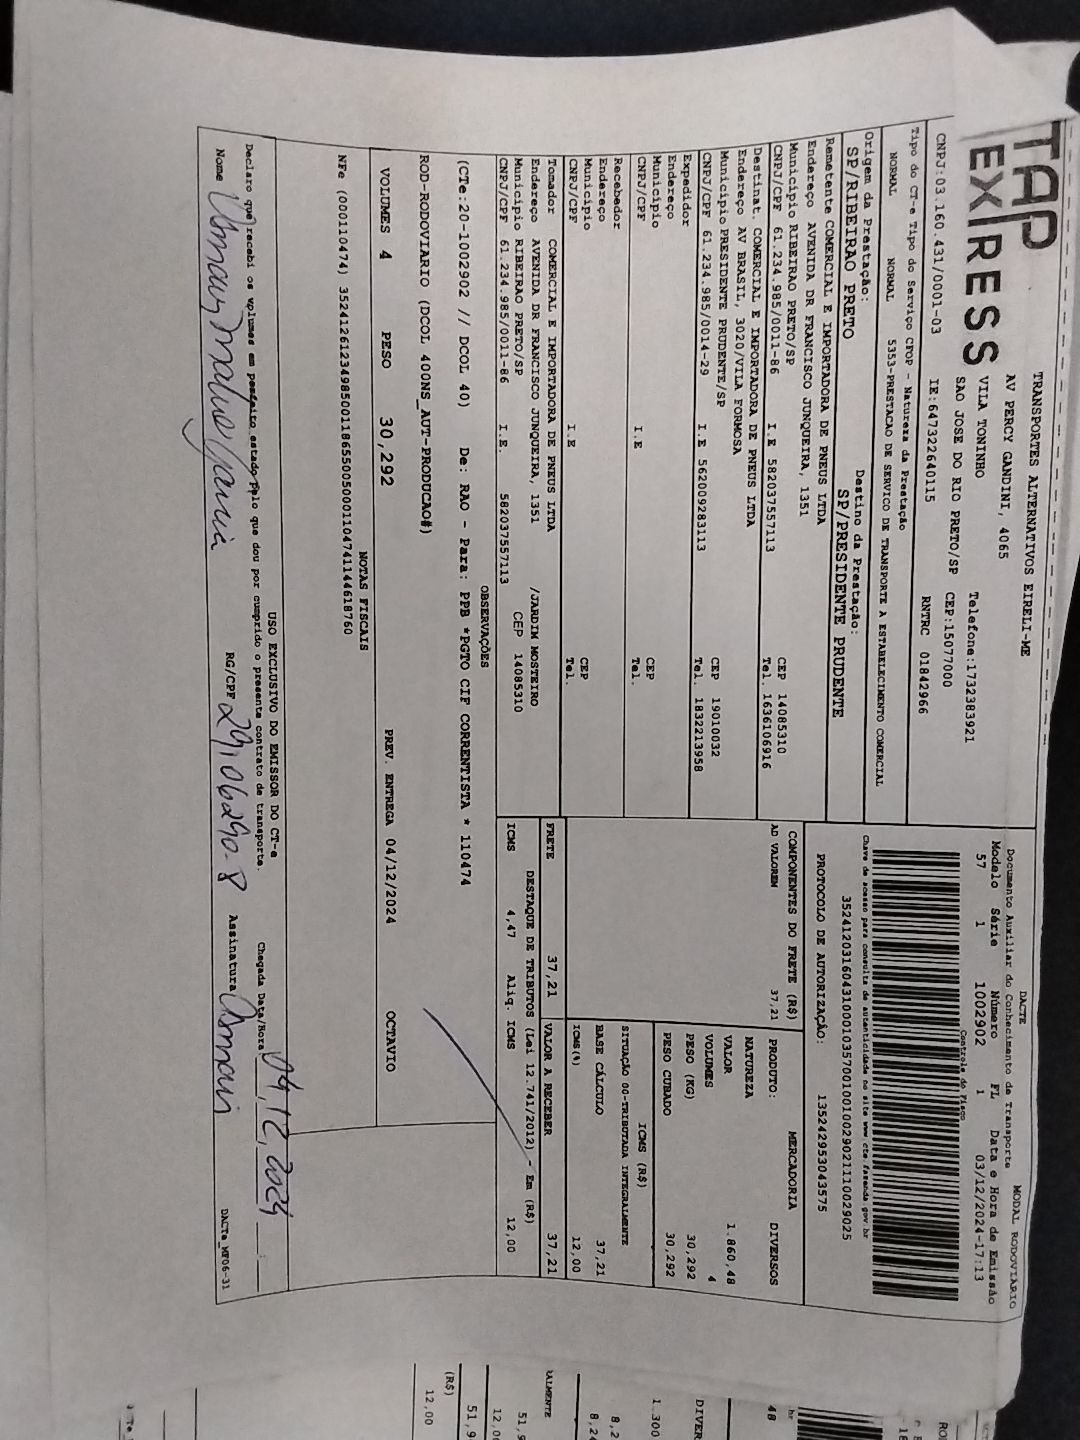 TAP
EXPRESS
TRANSPORTES ALTERNATIVOS EIRELI-ME
AV PERCY GANDINI, 4065
VILA TONINHO Telefone:1732383921
SAO JOSE DO RIO PRETO/SP CEP:15077000
CNPJ:03.160.431/0001-03 IE:647322640115 RNTRC 01842966
Tipo do CT-e Tipo do Serviço CFOP - Natureza da Prestação
NORMAL NORMAL 5353-PRESTACAO DE SERVICO DE TRANSPORTE A ESTABELECIMENTO COMERCIAL
Origem da Prestação: Destino da Prestação:
SP/RIBEIRAO PRETO SP/PRESIDENTE PRUDENTE
Remetente COMERCIAL E IMPORTADORA DE PNEUS LTDA
Endereço AVENIDA DR FRANCISCO JUNQUEIRA, 1351
Município RIBEIRAO PRETO/SP CEP 14085310
CNPJ/CPF 61.234.985/0011-86 I.E 582037557113 Tel. 1636106916
Destinat. COMERCIAL E IMPORTADORA DE PNEUS LTDA
Endereço AV BRASIL, 3020/VILA FORMOSA
Município PRESIDENTE PRUDENTE/SP CEP 19010032
CNPJ/CPF 61.234.985/0014-29 I.E 562009283113 Tel. 1832213958
Expedidor
Endereço
Município CEP
CNPJ/CPF I.E Tel.
Recebedor
Endereço
Município CEP
CNPJ/CPF I.E Tel.
Tomador COMERCIAL E IMPORTADORA DE PNEUS LTDA
Endereço AVENIDA DR FRANCISCO JUNQUEIRA, 1351 /JARDIM MOSTEIRO
Município RIBEIRAO PRETO/SP CEP 14085310
CNPJ/CPF 61.234.985/0011-86 I.E. 582037557113
DACTE MODAL RODOVIÁRIO
Documento Auxiliar do Conhecimento de Transporte
Modelo Série Número FL Data e Hora de Emissão
57 1 1002902 1 03/12/2024-17:13
Controle do Fisco
Chave de acesso para consulta de autenticidade no site www.cte.fazenda.gov.br
35241203160431000103570010010029021110029025
PROTOCOLO DE AUTORIZAÇÃO: 135242953043575
COMPONENTES DO FRETE (R$)
AD VALOREM 37,21
MERCADORIA
PRODUTO: DIVERSOS
NATUREZA
VALOR 1.860,48
VOLUMES 4
PESO (KG) 30,292
PESO CUBADO 30,292
ICMS (R$)
SITUAÇÃO 00-TRIBUTADA INTEGRALMENTE
BASE CÁLCULO 37,21
ICMS(%) 12,00
FRETE 37,21 VALOR A RECEBER 37,21
DESTAQUE DE TRIBUTOS (Lei 12.741/2012) - Em (R$)
ICMS 4,47 Aliq. ICMS 12,00
OBSERVAÇÕES
(CTe:20-1002902 // DCOL 40) De: RAO - Para: PPB *PGTO CIF CORRENTISTA * 110474
ROD-RODOVIARIO (DCOL 400NS_AUT-PRODUCAO#)
VOLUMES 4 PESO 30,292 PREV. ENTREGA 04/12/2024 OCTAVIO
NOTAS FISCAIS
NFe (000110474) 35241261234985001186550050001104741144618760
USO EXCLUSIVO DO EMISSOR DO CT-e
Declaro que recebi os volumes em perfeito estado pelo que dou por cumprido o presente contrato de transporte.
Chegada Data/Hora 04,12,2024
Nome RG/CPF 29.06290-8 Assinatura
DACTe_MF06-31